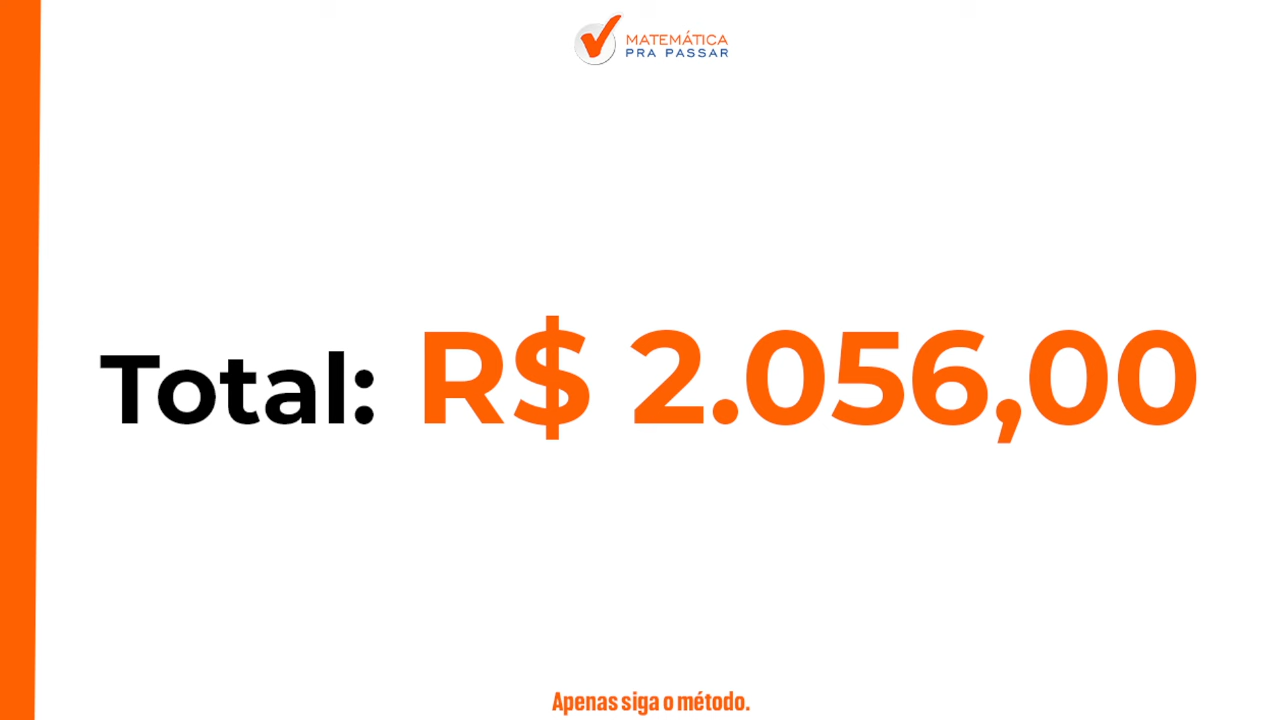 MATEMÁTICA
PRA PASSAR
Total: R$ 2.056,00
Apenas siga o método.